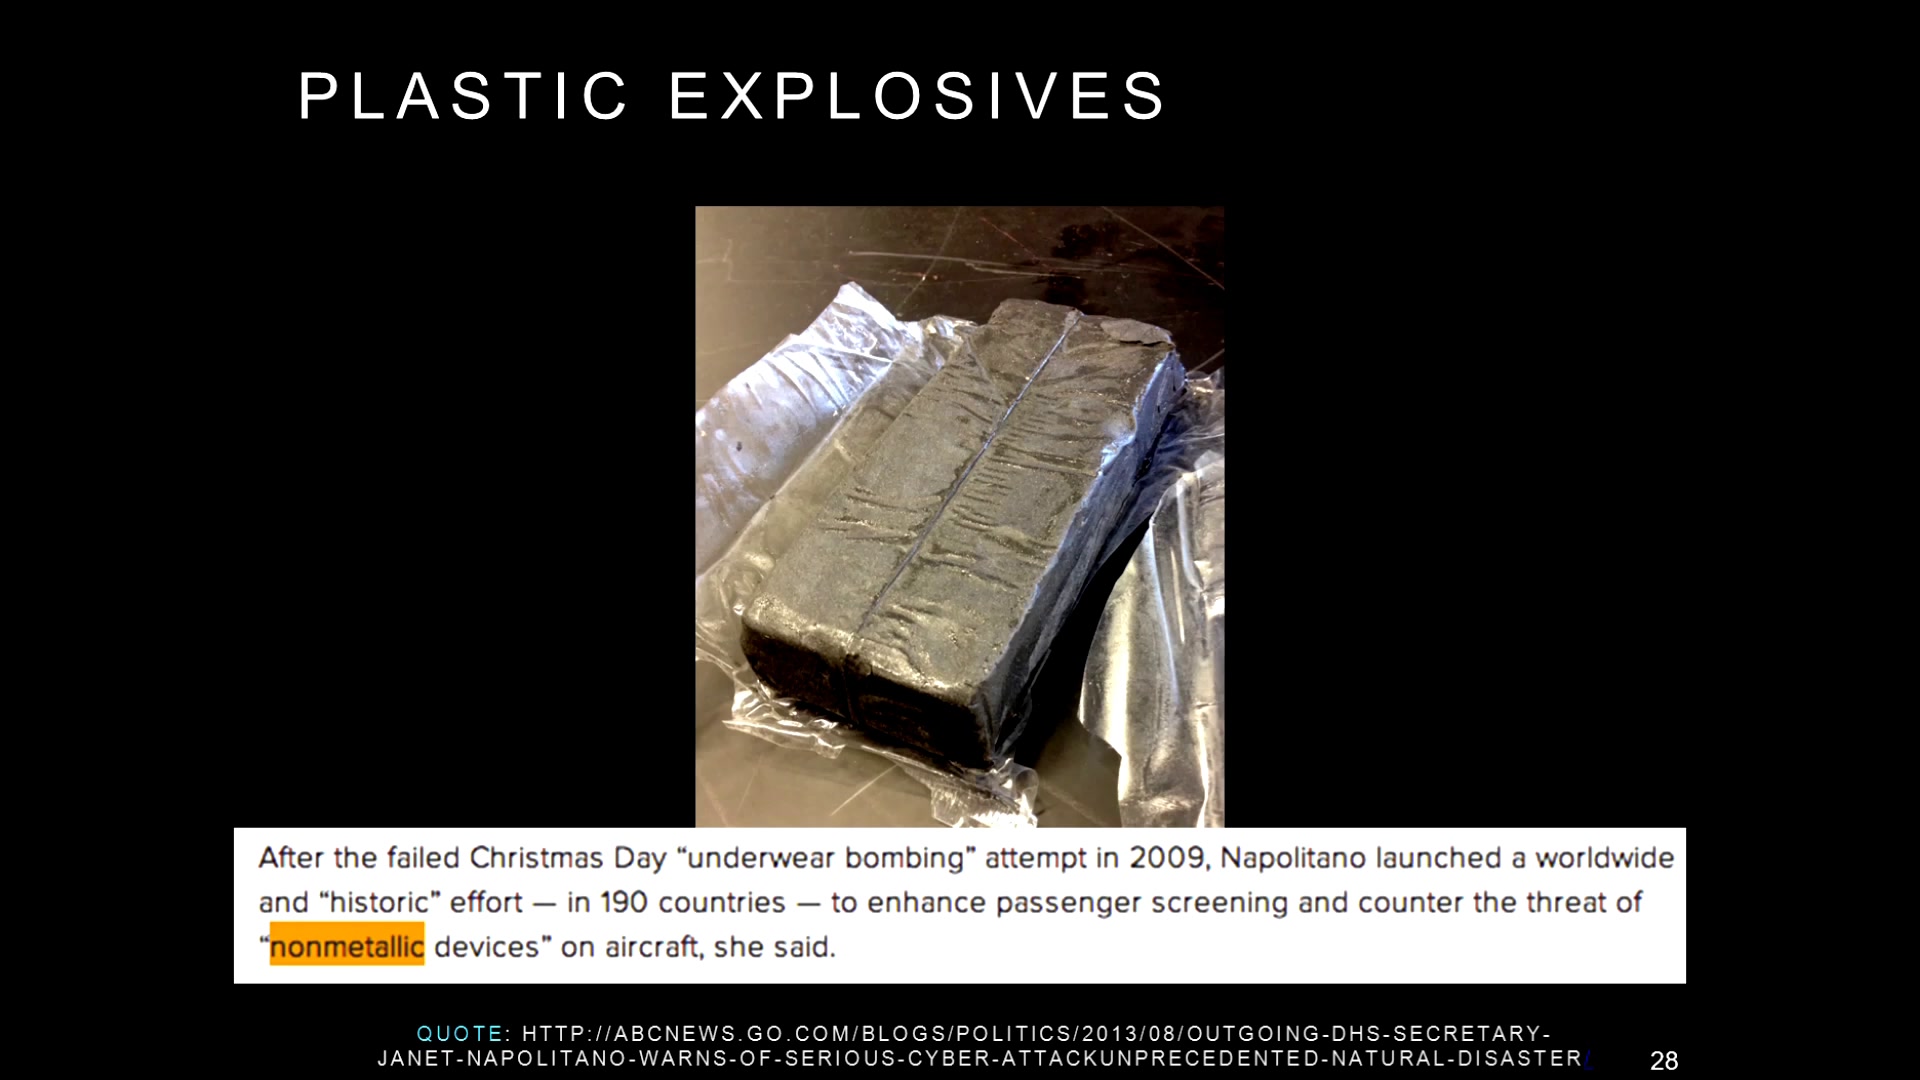 PLASTIC EXPLOSIVES
After the failed Christmas Day “underwear bombing” attempt in 2009, Napolitano launched a worldwide
and “historic” effort — in 190 countries — to enhance passenger screening and counter the threat of
“nonmetallic devices” on aircraft, she said.
QUOTE: HTTP://ABCNEWS.GO.COM/BLOGS/POLITICS/2013/08/OUTGOING-DHS-SECRETARY-
JANET-NAPOLITANO-WARNS-OF-SERIOUS-CYBER-ATTACKUNPRECEDENTED-NATURAL-DISASTER/
28